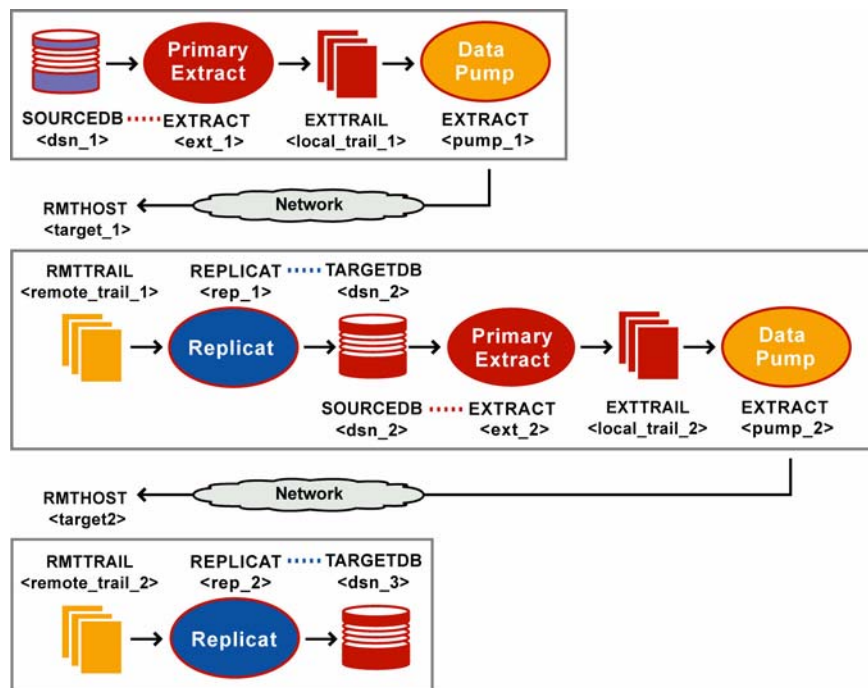 Primary
Extract
Data
Pump
SOURCEDB
<dsn_1>
EXTRACT
<ext_1>
EXTTRAIL
<local_trail_1>
EXTRACT
<pump_1>
Network
RMTHOST
<target_1>
RMTTRAIL
<remote_trail_1>
REPLICAT
<rep_1>
TARGETDB
<dsn_2>
Replicat
Primary
Extract
Data
Pump
SOURCEDB
<dsn_2>
EXTRACT
<ext_2>
EXTTRAIL
<local_trail_2>
EXTRACT
<pump_2>
Network
RMTHOST
<target2>
RMTTRAIL
<remote_trail_2>
REPLICAT
<rep_2>
TARGETDB
<dsn_3>
Replicat